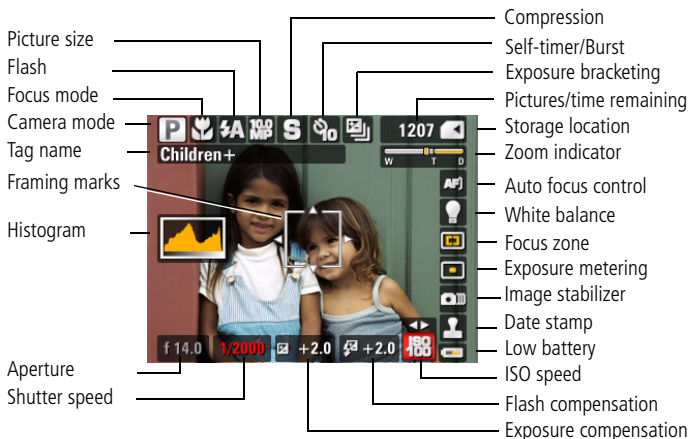 Picture size
Flash
Focus mode
Camera mode
Tag name
Framing marks
Histogram
Aperture
Shutter speed
P A 10.0 MP S 10 1207
Children+
W T D
AF
f 14.0 1/2000 +2.0 +2.0 ISO 100
Compression
Self-timer/Burst
Exposure bracketing
Pictures/time remaining
Storage location
Zoom indicator
Auto focus control
White balance
Focus zone
Exposure metering
Image stabilizer
Date stamp
Low battery
ISO speed
Flash compensation
Exposure compensation